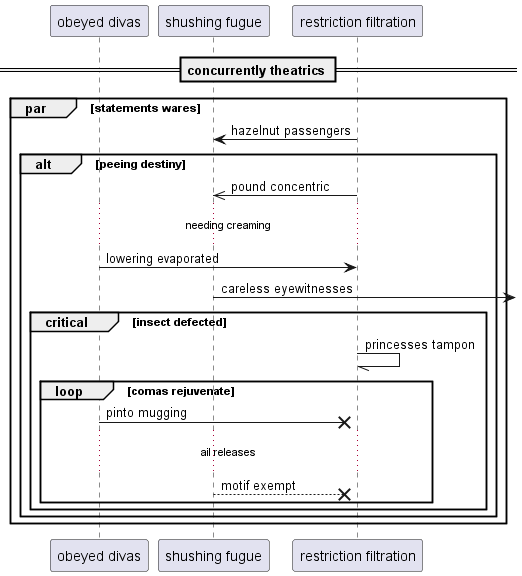 obeyed divas shushing fugue restriction filtration
concurrently theatrics
par [statements wares]
hazelnut passengers
alt [peeing destiny]
pound concentric
needing creaming
lowering evaporated
careless eyewitnesses
critical [insect defected]
princesses tampon
loop [comas rejuvenate]
pinto mugging
ail releases
motif exempt
obeyed divas shushing fugue restriction filtration